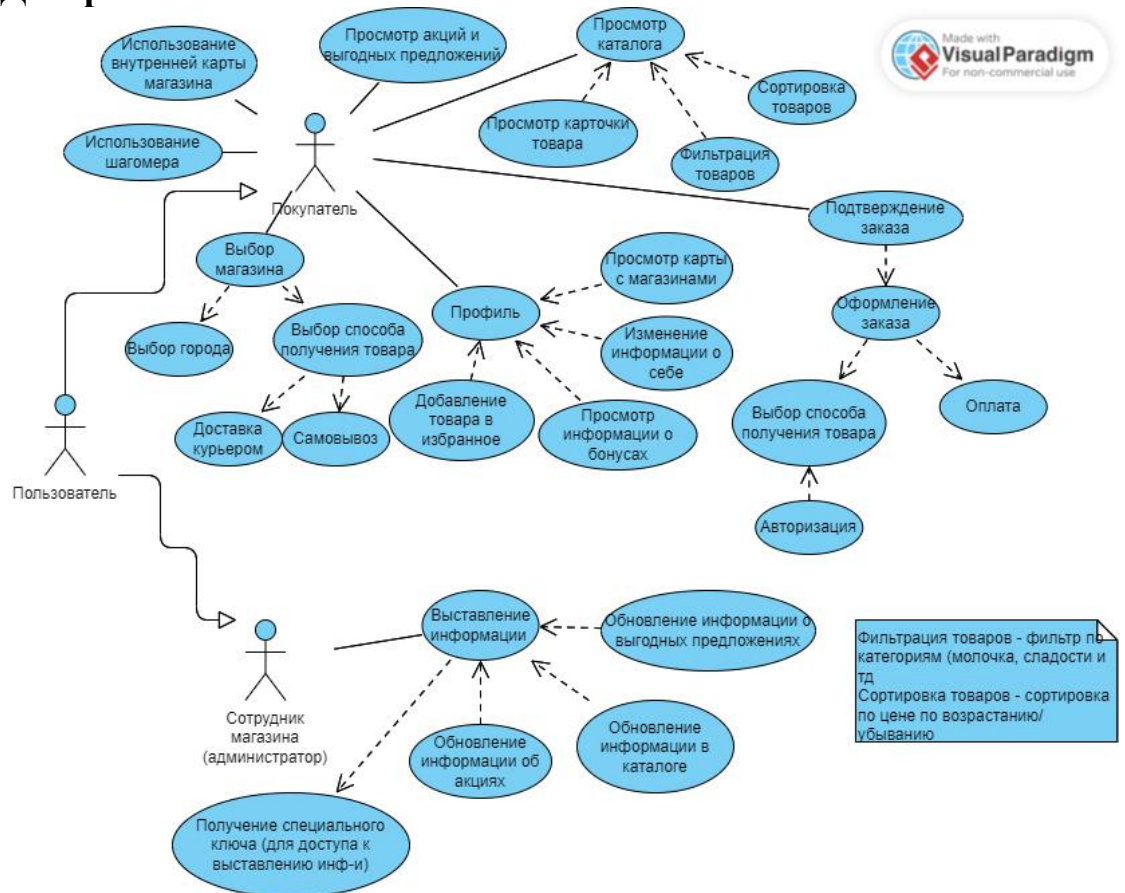 Использование
внутренней карты
магазина
Просмотр акций и
выгодных предложений
Просмотр
каталога
Made with
Visual Paradigm
For non-commercial use
Сортировка
товаров
Просмотр карточки
товара
Фильтрация
товаров
Использование
шагомера
Покупатель
Подтверждение
заказа
Выбор
магазина
Просмотр карты
с магазинами
Профиль
Оформление
заказа
Выбор города
Выбор способа
получения товара
Изменение
информации о
себе
Доставка
курьером
Самовывоз
Добавление
товара в
избранное
Просмотр
информации о
бонусах
Выбор способа
получения товара
Оплата
Пользователь
Авторизация
Выставление
информации
Обновление информации о
выгодных предложениях
Фильтрация товаров - фильтр по
категориям (молочка, сладости и
тд
Сортировка товаров - сортировка
по цене по возрастанию/
убыванию
Сотрудник
магазина
(администратор)
Обновление
информации об
акциях
Обновление
информации в
каталоге
Получение специального
ключа (для доступа к
выставлению инф-и)